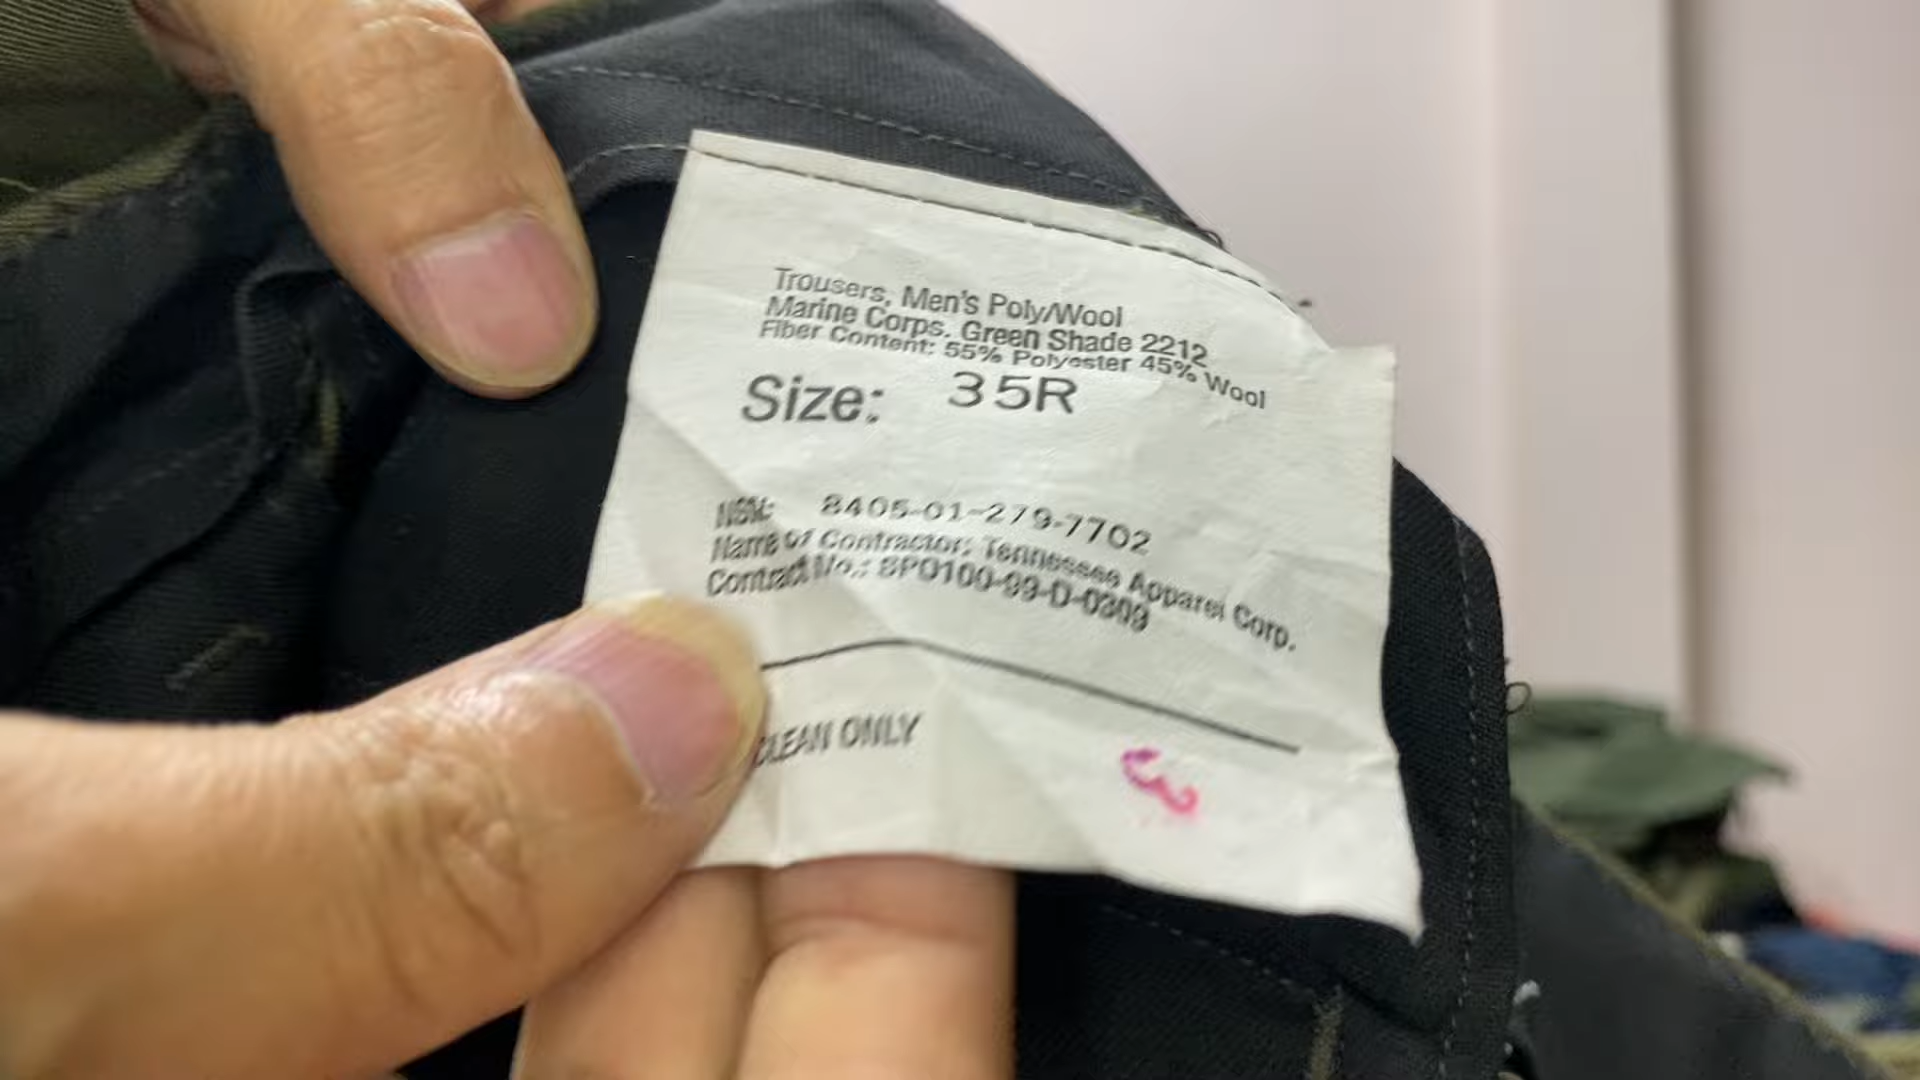 Trousers, Men's Poly/Wool
Marine Corps. Green Shade 2212
Fiber Content: 55% Polyester 45% Wool
Size: 35R
NSN: 8405-01-279-7702
Name of Contractor: Tennessee Apparel Corp.
Contract No.: SPO100-99-D-0309
CLEAN ONLY
3